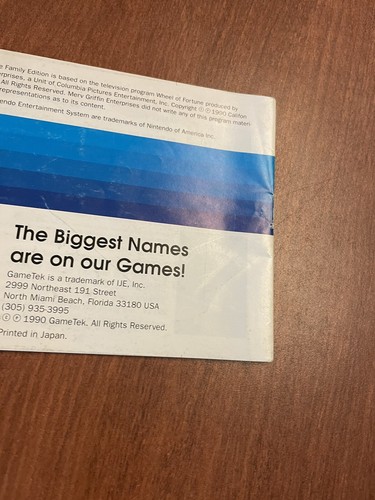 e Family Edition is based on the television program Wheel of Fortune produced by
rprises, a Unit of Columbia Pictures Entertainment, Inc. Copyright © ℗ 1990 Califon
All Rights Reserved. Merv Griffin Enterprises did not write any of this program materi
representations as to its content.
endo Entertainment System are trademarks of Nintendo of America Inc.
The Biggest Names
are on our Games!
GameTek is a trademark of IJE, Inc.
2999 Northeast 191 Street
North Miami Beach, Florida 33180 USA
(305) 935-3995
© ℗ 1990 GameTek, All Rights Reserved.
Printed in Japan.